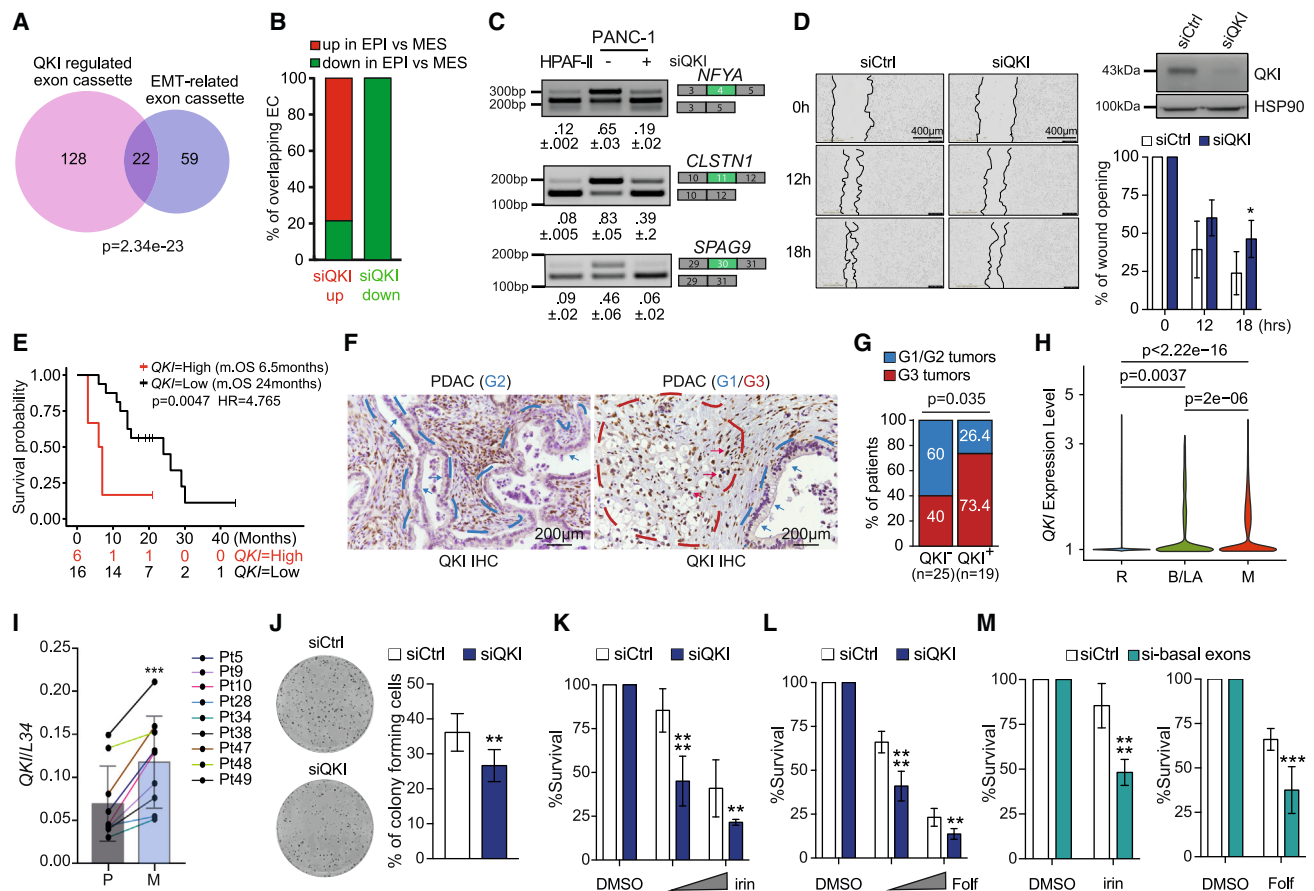 A
QKI regulated
exon cassette
EMT-related
exon cassette
128
22
59
p=2.34e-23
B
up in EPI vs MES
down in EPI vs MES
% of overlapping EC
100
80
60
40
20
0
siQKI
up
siQKI
down
C
PANC-1
HPAF-II
-
+
siQKI
NFYA
300bp
200bp
3
4
5
3
5
.12
±.002
.65
±.03
.19
±.02
CLSTN1
200bp
10
11
12
10
12
.08
±.005
.83
±.05
.39
±.2
SPAG9
100bp
29
30
31
29
31
.09
±.02
.46
±.06
.06
±.02
D
siCtrl
siQKI
0h
400µm
400µm
12h
18h
siCtrl
siQKI
43kDa
QKI
100kDa
HSP90
siCtrl
siQKI
% of wound opening
100
75
50
25
0
*
0
12
18
(hrs)
E
Survival probability
1.00
0.75
0.50
0.25
0.00
QKI=High (m.OS 6.5months)
QKI=Low (m.OS 24months)
p=0.0047 HR=4.765
0
10
20
30
40
(Months)
6
1
1
0
0
QKI=High
16
14
7
2
1
QKI=Low
F
PDAC (G2)
PDAC (G1/G3)
200µm
200µm
QKI IHC
QKI IHC
G
G1/G2 tumors
G3 tumors
p=0.035
% of patients
100
80
60
40
20
0
60
40
26.4
73.4
QKI-
(n=25)
QKI+
(n=19)
H
p<2.22e−16
p=0.0037
p=2e−06
QKI Expression Level
5
3
1
R
B/LA
M
I
QKI/L34
0.25
0.20
0.15
0.10
0.05
0.00
***
P
M
Pt5
Pt9
Pt10
Pt28
Pt34
Pt38
Pt47
Pt48
Pt49
J
siCtrl
siQKI
siCtrl
siQKI
% of colony forming cells
50
40
30
20
10
0
**
K
siCtrl
siQKI
%Survival
100
75
50
25
0
**
**
**
DMSO
irin
L
siCtrl
siQKI
%Survival
100
75
50
25
0
**
**
**
DMSO
Folf
M
siCtrl
si-basal exons
%Survival
100
75
50
25
0
**
**
DMSO
irin
%Survival
100
75
50
25
0
***
DMSO
Folf